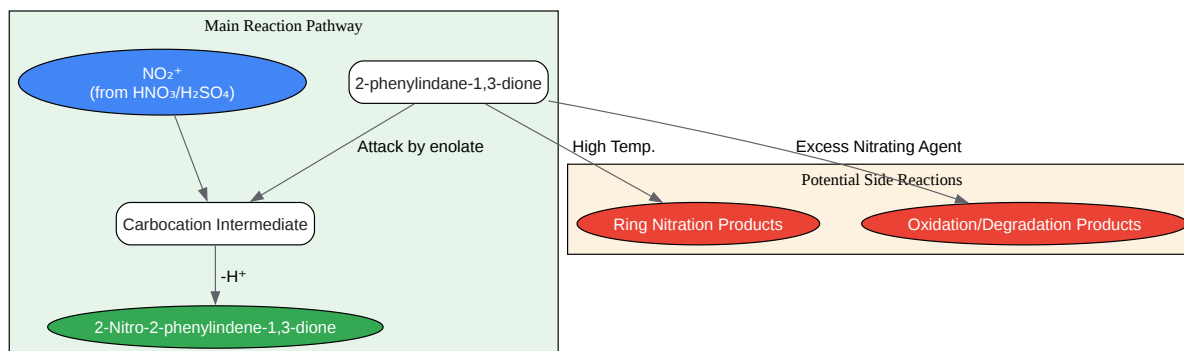 Main Reaction Pathway
NO₂⁺
(from HNO₃/H₂SO₄)
2-phenylindane-1,3-dione
Attack by enolate
High Temp.
Excess Nitrating Agent
Potential Side Reactions
Carbocation Intermediate
Ring Nitration Products
Oxidation/Degradation Products
-H⁺
2-Nitro-2-phenylindene-1,3-dione